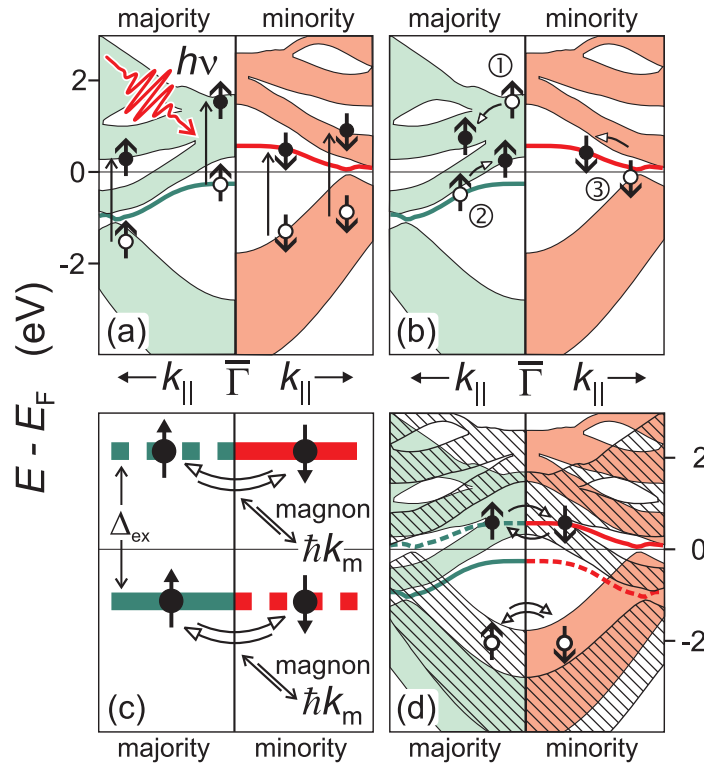 majority minority
majority minority
hν
①
②
③
2
0
-2
(a)
(b)
E - E_F (eV)
← k_|| Γ̅ k_|| →
← k_|| Γ̅ k_|| →
Δ_ex
magnon
ħk_m
magnon
ħk_m
2
0
-2
(c)
(d)
majority minority
majority minority